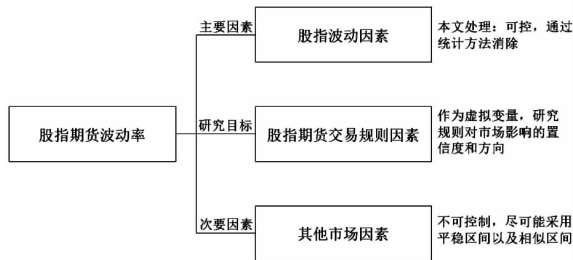 主要因素
股指波动因素
本文处理：可控，通过
统计方法消除
股指期货波动率
研究目标
股指期货交易规则因素
作为虚拟变量，研究
规则对市场影响的置
信度和方向
次要因素
其他市场因素
不可控制，尽可能采用
平稳区间以及相似区间